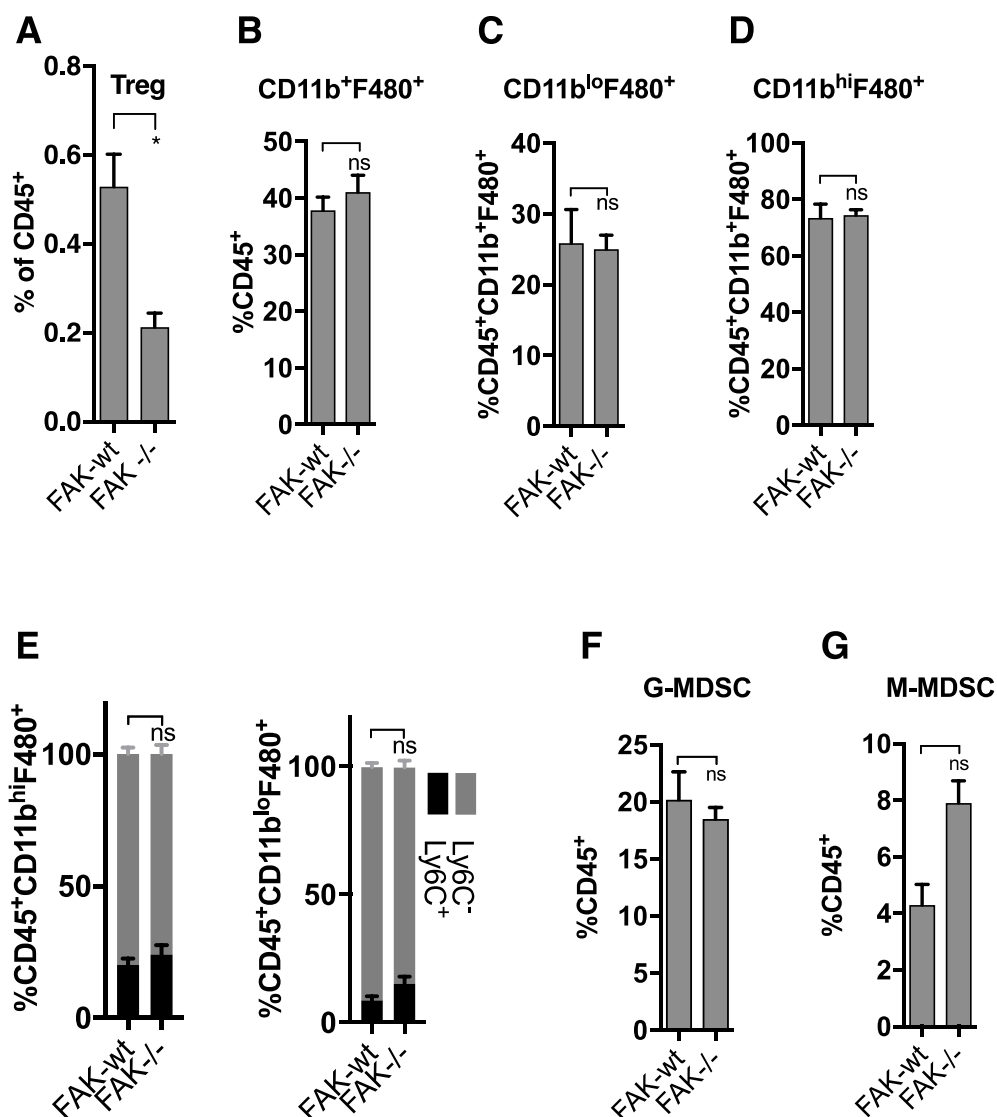 A
Treg
% of CD45⁺
0.8
0.6
0.4
0.2
0.0
*
FAK-wt
FAK -/-
B
CD11b⁺F480⁺
%CD45⁺
50
40
30
20
10
0
ns
FAK-wt
FAK-/-
C
CD11bˡᵒF480⁺
%CD45⁺CD11b⁺F480⁺
40
30
20
10
0
ns
FAK-wt
FAK-/-
D
CD11bʰⁱF480⁺
%CD45⁺CD11b⁺F480⁺
100
80
60
40
20
0
ns
FAK-wt
FAK-/-
E
%CD45⁺CD11bʰⁱF480⁺
100
50
0
ns
FAK-wt
FAK-/-
%CD45⁺CD11bˡᵒF480⁺
100
50
0
ns
FAK-wt
FAK-/-
Ly6C⁻
Ly6C⁺
F
G-MDSC
%CD45⁺
25
20
15
10
5
0
ns
FAK-wt
FAK-/-
G
M-MDSC
%CD45⁺
10
8
6
4
2
0
ns
FAK-wt
FAK-/-